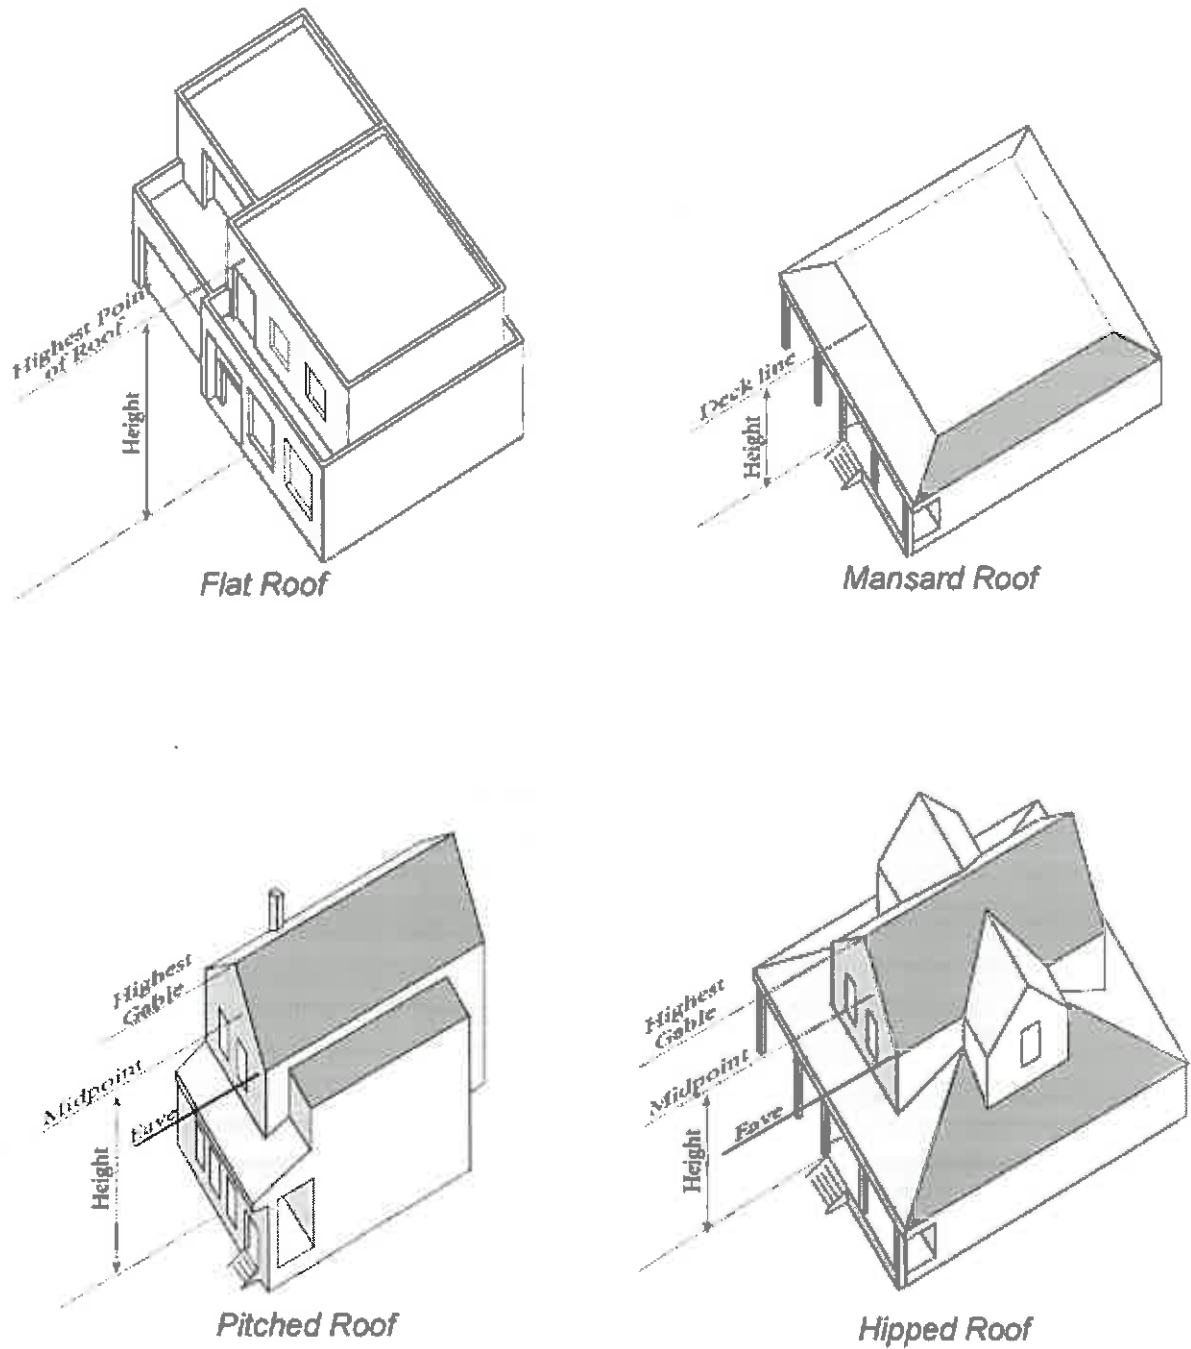 Highest Point
of Roof
Height
Flat Roof
Deck line
Height
Mansard Roof
Highest
Gable
Midpoint
Eave
Height
Pitched Roof
Highest
Gable
Midpoint
Eave
Height
Hipped Roof